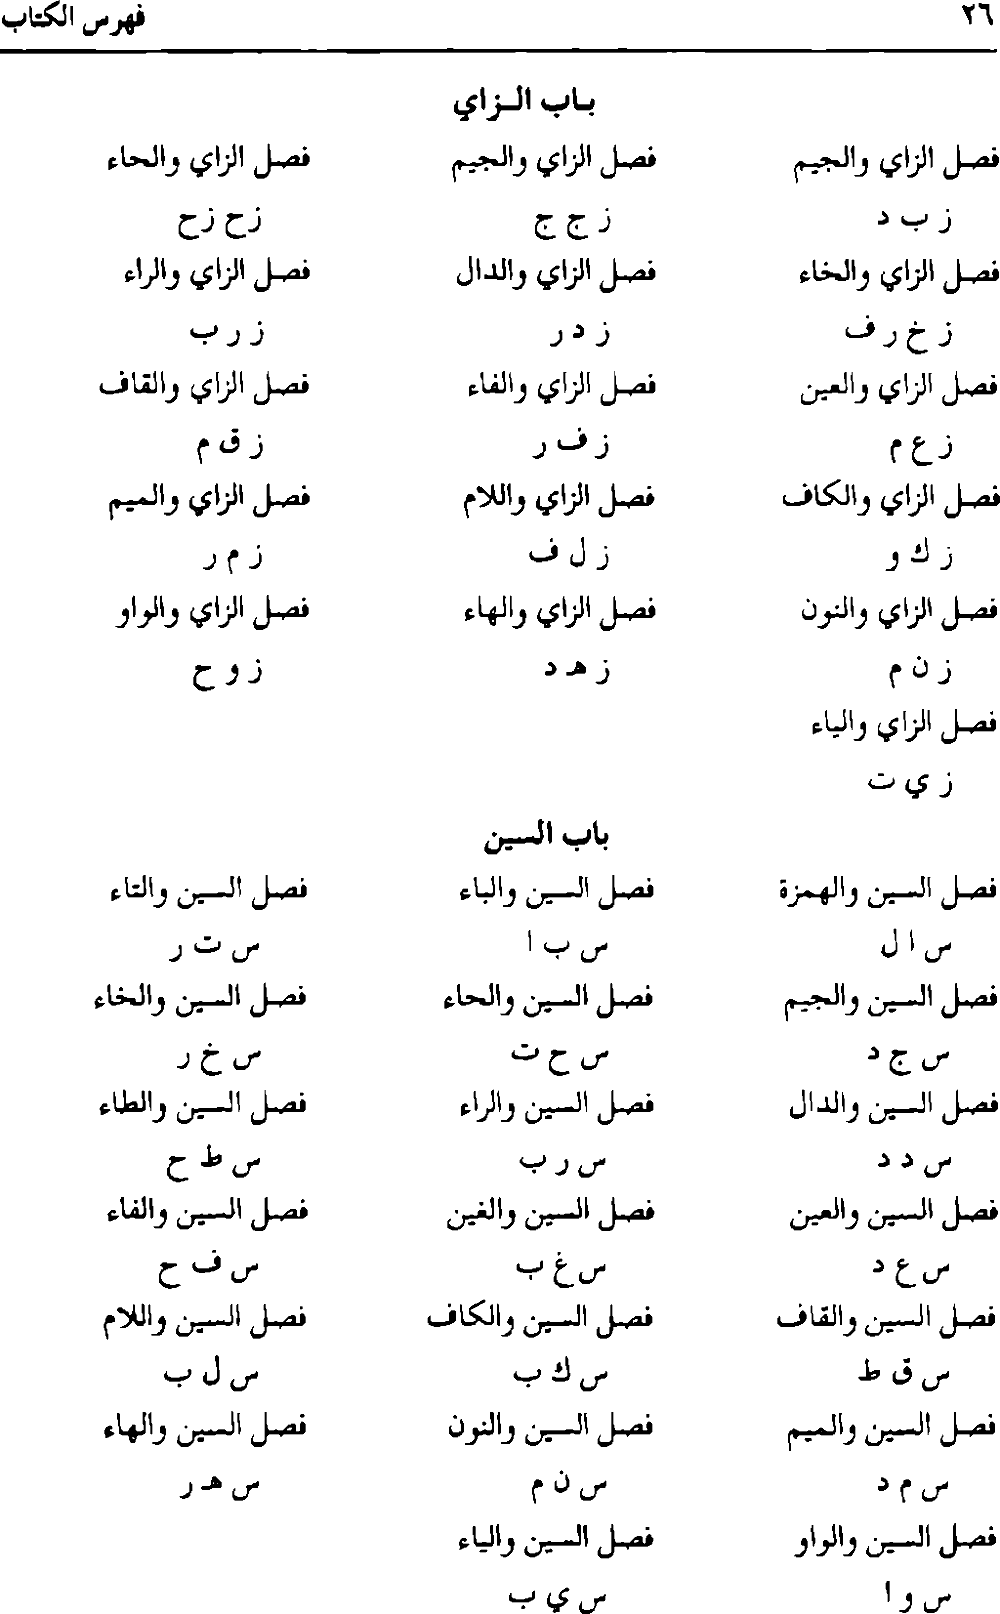 ٢٦ فهرس الكتاب
باب الزاي
فصل الزاي والجيم فصل الزاي والجيم فصل الزاي والحاء
ز ب د ز ج ج ز ح ز ح
فصل الزاي والخاء فصل الزاي والدال فصل الزاي والراء
ز خ ر ف ز د ر ز ر ب
فصل الزاي والعين فصل الزاي والفاء فصل الزاي والقاف
ز ع م ز ف ر ز ق م
فصل الزاي والكاف فصل الزاي واللام فصل الزاي والميم
ز ك و ز ل ف ز م ر
فصل الزاي والنون فصل الزاي والهاء فصل الزاي والواو
ز ن م ز هـ د ز و ح
فصل الزاي والياء
ز ي ت
باب السين
فصل السين والهمزة فصل السين والباء فصل السين والتاء
س ا ل س ب ا س ت ر
فصل السين والجيم فصل السين والحاء فصل السين والخاء
س ج د س ح ت س خ ر
فصل السين والدال فصل السين والراء فصل السين والطاء
س د د س ر ب س ط ح
فصل السين والعين فصل السين والغين فصل السين والفاء
س ع د س غ ب س ف ح
فصل السين والقاف فصل السين والكاف فصل السين واللام
س ق ط س ك ب س ل ب
فصل السين والميم فصل السين والنون فصل السين والهاء
س م د س ن م س هـ ر
فصل السين والواو فصل السين والياء
س و ا س ي ب